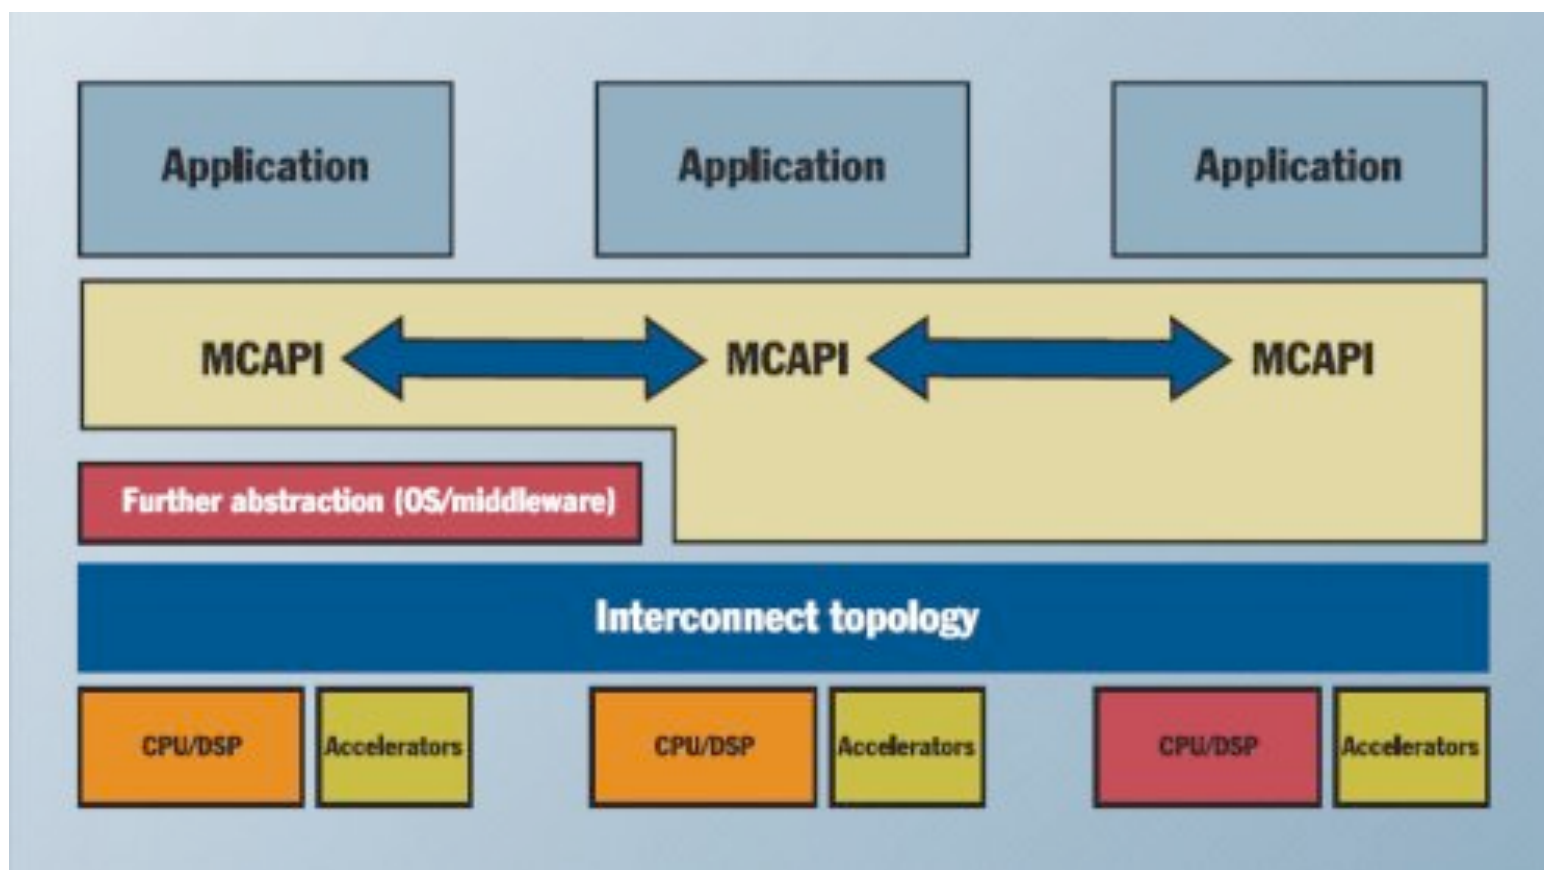 Application
Application
Application
MCAPI
MCAPI
MCAPI
Further abstraction (OS/middleware)
Interconnect topology
CPU/DSP
Accelerators
CPU/DSP
Accelerators
CPU/DSP
Accelerators